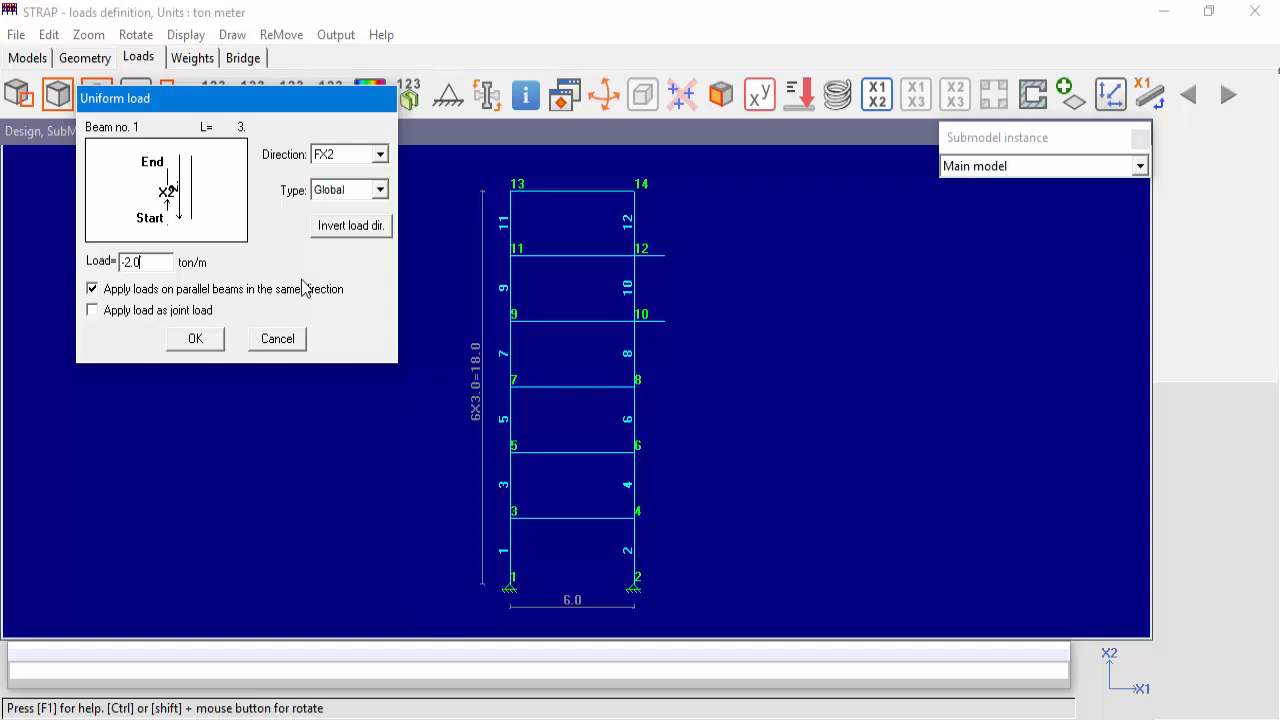 STRAP - loads definition, Units : ton meter
File Edit Zoom Rotate Display Draw ReMove Output Help
Models Geometry Loads Weights Bridge
123
i
x y
X1 X2
X1 X3
X2 X3
X1
Uniform load
Beam no. 1 L= 3.
End
X2
Start
Direction: FX2
Type: Global
Invert load dir.
Load= -2.0 ton/m
Apply loads on parallel beams in the same direction
Apply load as joint load
OK Cancel
Design, SubM
Submodel instance
Main model
13 14
11 12
11 12
9 10
9 10
7 8
7 8
5 6
5 6
3 4
3 4
1 2
1 2
6X3.0=18.0
6.0
X2
X1
Press [F1] for help. [Ctrl] or [shift] + mouse button for rotate